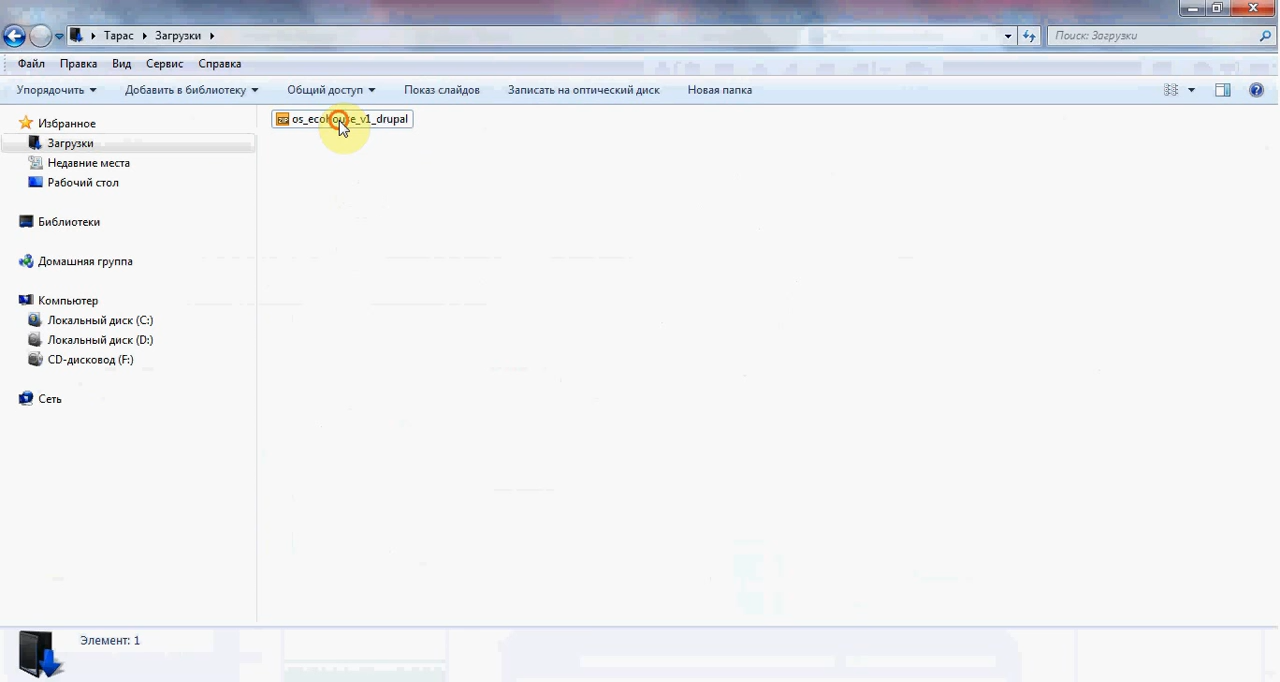 Тарас Загрузки
Поиск: Загрузки
Файл Правка Вид Сервис Справка
Упорядочить Добавить в библиотеку Общий доступ Показ слайдов Записать на оптический диск Новая папка
Избранное
Загрузки
Недавние места
Рабочий стол
Библиотеки
Домашняя группа
Компьютер
Локальный диск (C:)
Локальный диск (D:)
CD-дисковод (F:)
Сеть
ZIP os_ecohouse_v1_drupal
Элемент: 1